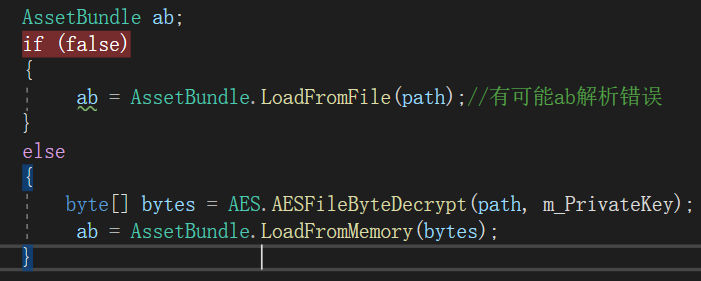 AssetBundle ab;
if (false)
{
ab = AssetBundle.LoadFromFile(path);//有可能ab解析错误
}
else
{
byte[] bytes = AES.AESFileByteDecrypt(path, m_PrivateKey);
ab = AssetBundle.LoadFromMemory(bytes);
}